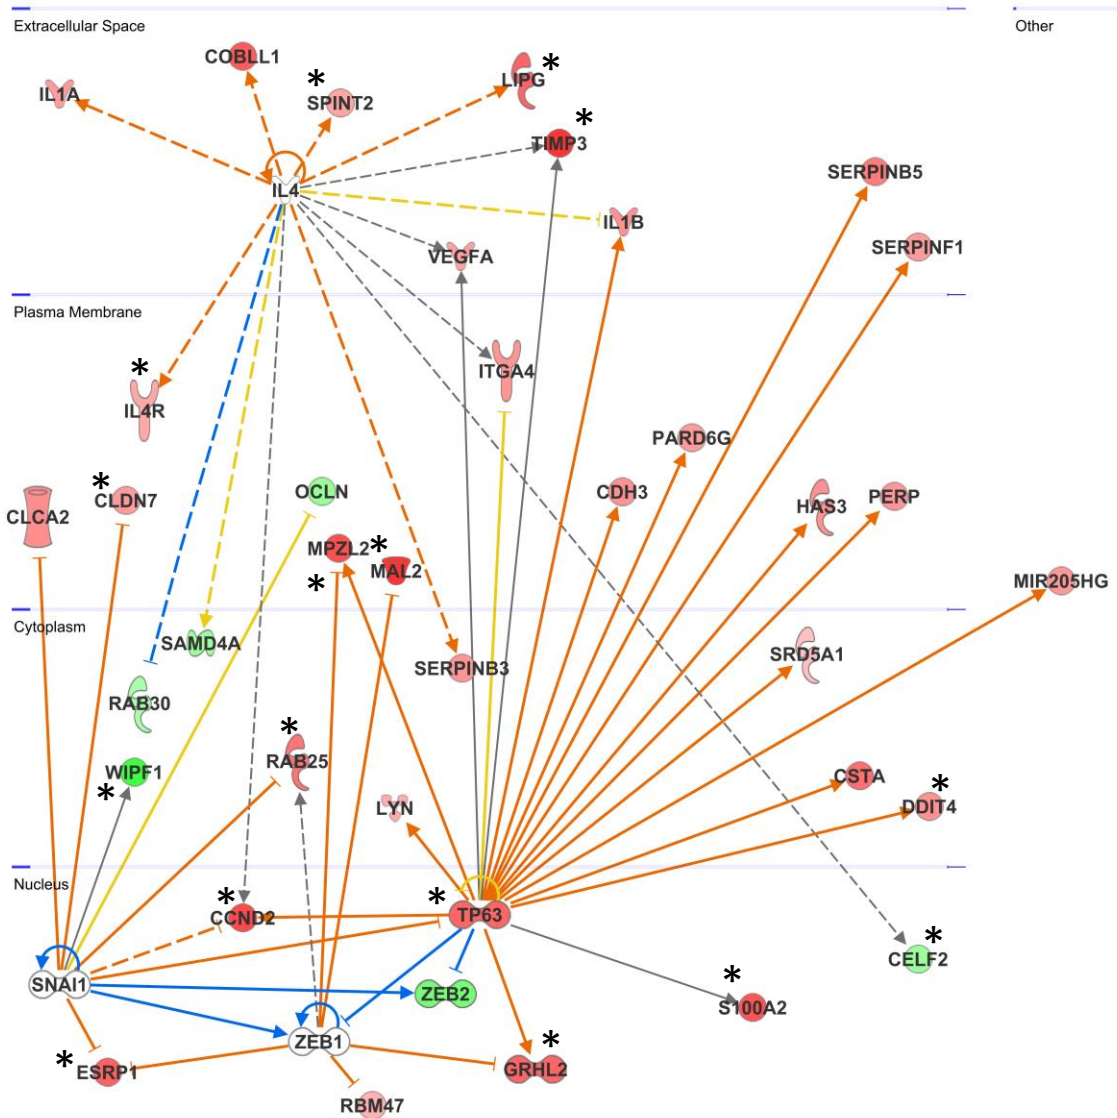 Extracellular Space
Other
COBLL1
LIPG *
IL1A
* SPINT2
TIMP3 *
SERPINB5
IL4
IL1B
SERPINF1
VEGFA
Plasma Membrane
ITGA4
* IL4R
PARD6G
* CLDN7
OCLN
CDH3
HAS3
PERP
CLCA2
MPZL2 *
* MAL2
MIR205HG
Cytoplasm
SAMD4A
SERPINB3
SRD5A1
RAB30
* RAB25
WIPF1 *
CSTA
LYN
DDIT4 *
Nucleus
* CCND2
* TP63
CELF2 *
SNAI1
ZEB2
* S100A2
ZEB1
* ESRP1
GRHL2 *
RBM47